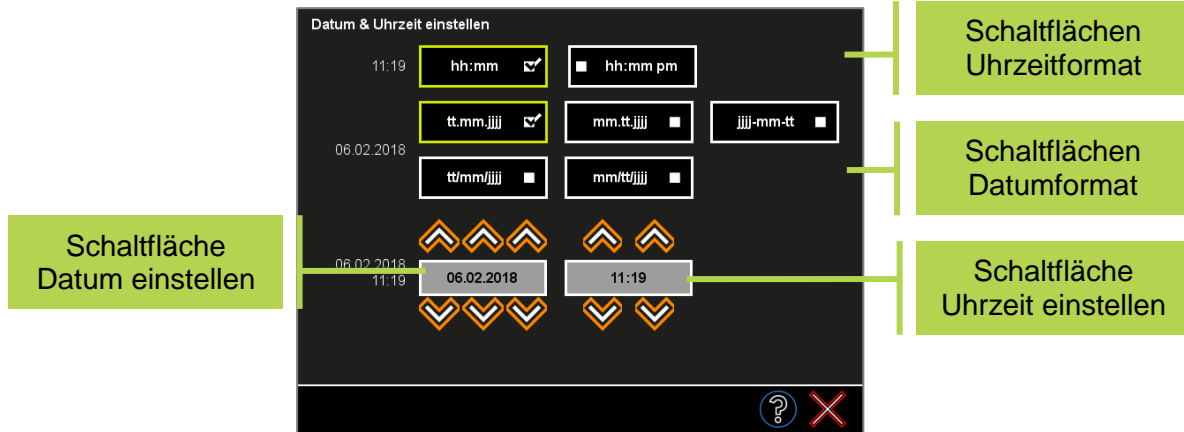 Datum & Uhrzeit einstellen
11:19
hh:mm
hh:mm pm
tt.mm.jjjj
mm.tt.jjjj
jjjj-mm-tt
06.02.2018
tt/mm/jjjj
mm/tt/jjjj
06.02.2018
11:19
06.02.2018
11:19
Schaltflächen
Uhrzeitformat
Schaltflächen
Datumformat
Schaltfläche
Datum einstellen
Schaltfläche
Uhrzeit einstellen
?